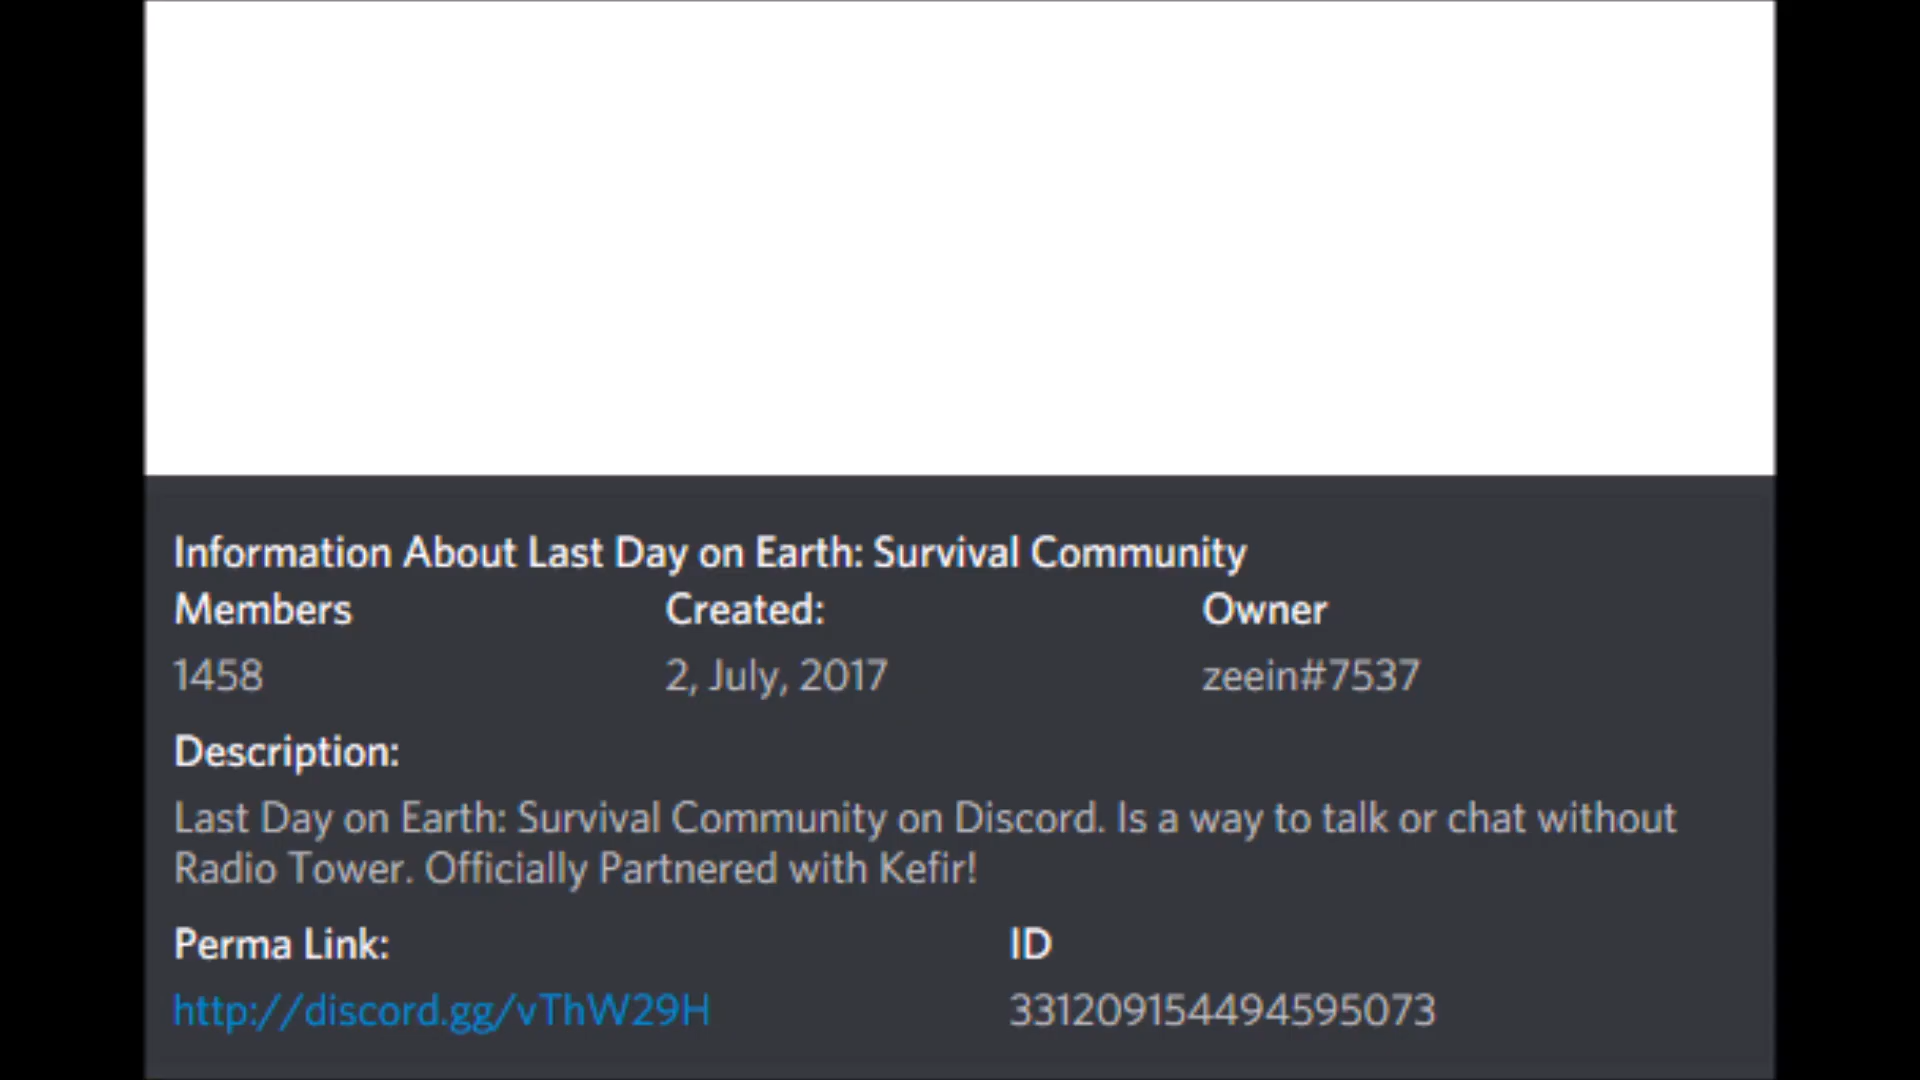 Information About Last Day on Earth: Survival Community
Members Created: Owner
1458 2, July, 2017 zeein#7537
Description:
Last Day on Earth: Survival Community on Discord. Is a way to talk or chat without
Radio Tower. Officially Partnered with Kefir!
Perma Link: ID
http://discord.gg/vThW29H 331209154494595073